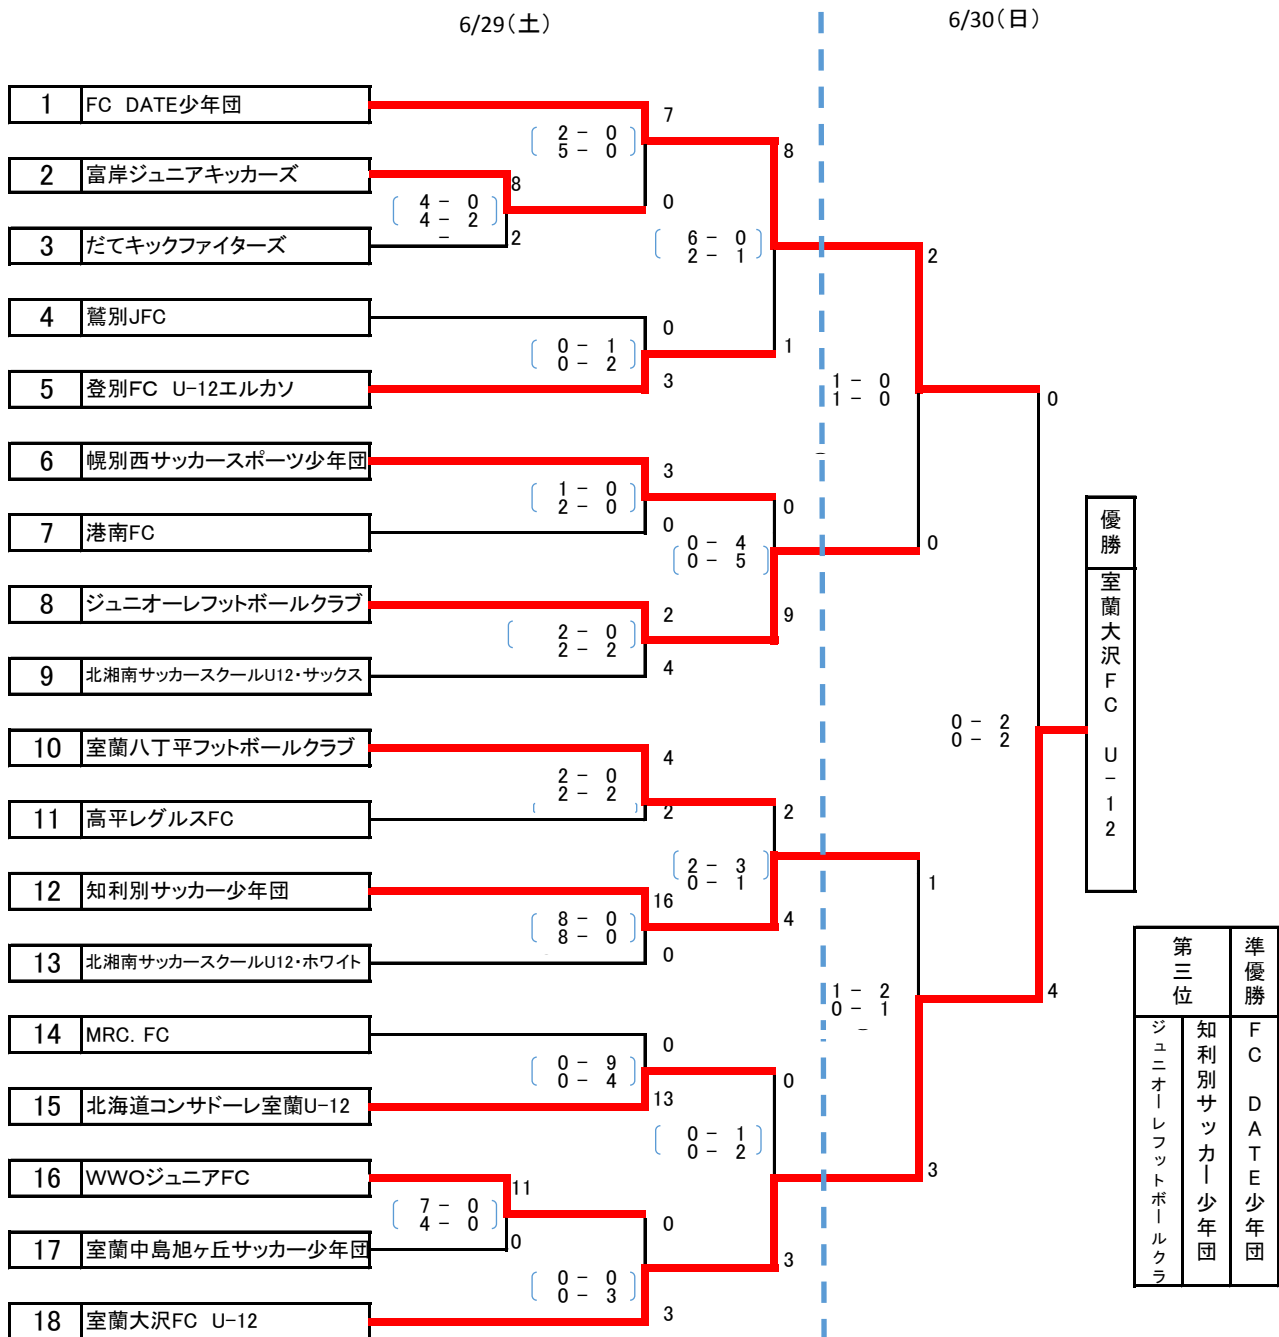 6/29(土)
6/30(日)
1 FC DATE少年団
7
2 - 0
5 - 0
8
2 富岸ジュニアキッカーズ
8
4 - 0
4 - 2
-
0
3 だてキックファイターズ
2
6 - 0
2 - 1
2
4 鷲別JFC
0
0 - 1
0 - 2
1
5 登別FC U-12エルカソ
3
1 - 0
1 - 0
-
0
6 幌別西サッカースポーツ少年団
3
1 - 0
2 - 0
0
7 港南FC
0
0 - 4
0 - 5
0
8 ジュニオーレフットボールクラブ
2
2 - 0
2 - 2
9
9 北湘南サッカースクールU12・サックス
4
10 室蘭八丁平フットボールクラブ
4
2 - 0
2 - 2
0 - 2
0 - 2
11 高平レグルスFC
2
2
2 - 3
0 - 1
12 知利別サッカー少年団
16
8 - 0
8 - 0
4
1
13 北湘南サッカースクールU12・ホワイト
0
1 - 2
0 - 1
-
4
14 MRC. FC
0
0 - 9
0 - 4
0
15 北海道コンサドーレ室蘭U-12
13
0 - 1
0 - 2
16 WWOジュニアFC
11
7 - 0
4 - 0
0
3
17 室蘭中島旭ヶ丘サッカー少年団
0
0 - 0
0 - 3
3
18 室蘭大沢FC U-12
3
優勝
室蘭大沢FC U-12
準優勝
FC DATE少年団
第三位
知利別サッカー少年団
ジュニオーレフットボールクラ